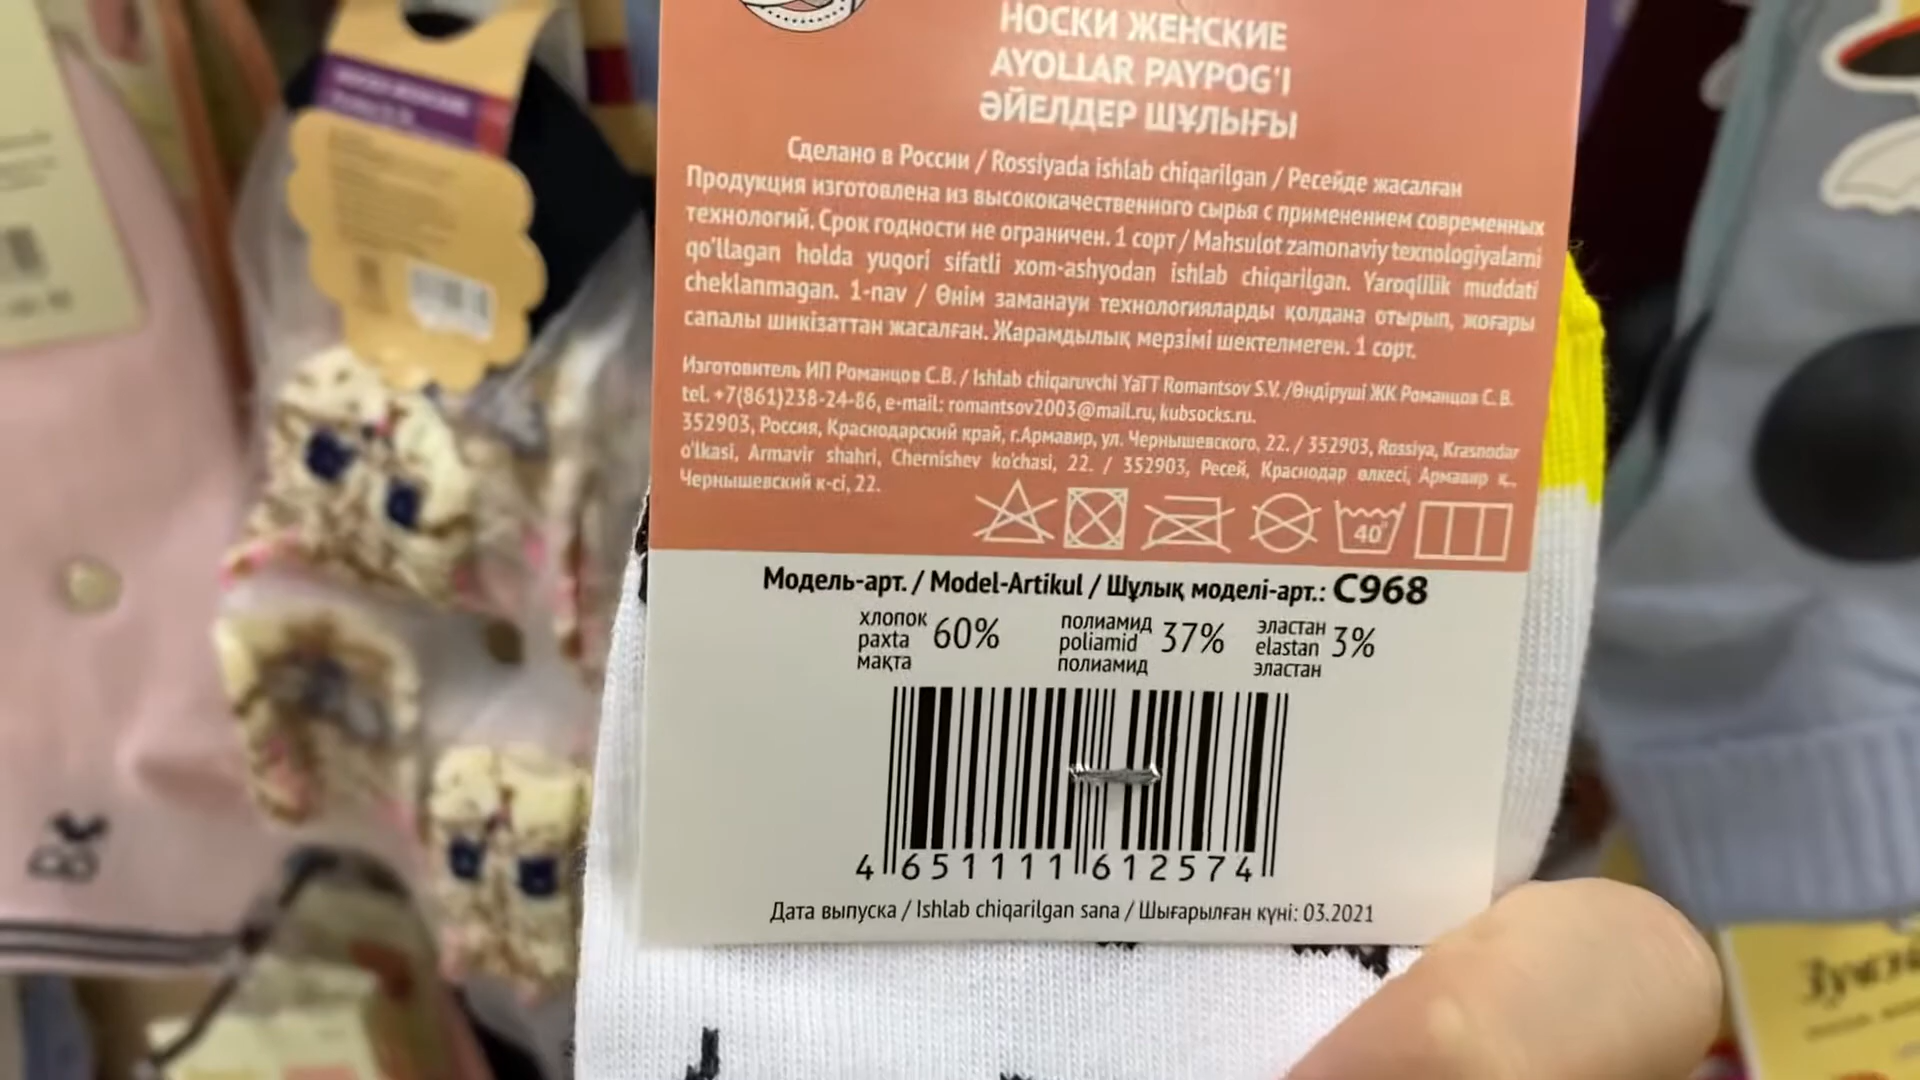 НОСКИ ЖЕНСКИЕ
AYOLLAR PAYPOG'I
ӘЙЕЛДЕР ШҰЛЫҒЫ
Сделано в России / Rossiyada ishlab chiqarilgan / Ресейде жасалған
Продукция изготовлена из высококачественного сырья с применением современных
технологий. Срок годности не ограничен. 1 сорт / Mahsulot zamonaviy texnologiyalarni
qo'llagan holda yuqori sifatli xom-ashyodan ishlab chiqarilgan. Yaroqlilik muddati
cheklanmagan. 1-nav / Өнім заманауи технологияларды қолдана отырып, жоғары
сапалы шикізаттан жасалған. Жарамдылық мерзімі шектелмеген. 1 сорт.
Изготовитель ИП Романцов С.В. / Ishlab chiqaruvchi YaTT Romantsov S.V. /Өндіруші ЖК Романцов С. В.
tel. +7(861)238-24-86, e-mail: romantsov2003@mail.ru, kubsocks.ru.
352903, Россия, Краснодарский край, г.Армавир, ул. Чернышевского, 22. / 352903, Rossiya, Krasnodar
o'lkasi, Armavir shahri, Chernishev ko'chasi, 22. / 352903, Ресей, Краснодар өлкесі, Армавир қ.,
Чернышевский к-сі, 22.
40°
Модель-арт. / Model-Artikul / Шұлық моделі-арт.: С968
хлопок paxta мақта 60% полиамид poliamid полиамид 37% эластан elastan эластан 3%
4 651111 612574
Дата выпуска / Ishlab chiqarilgan sana / Шығарылған күні: 03.2021